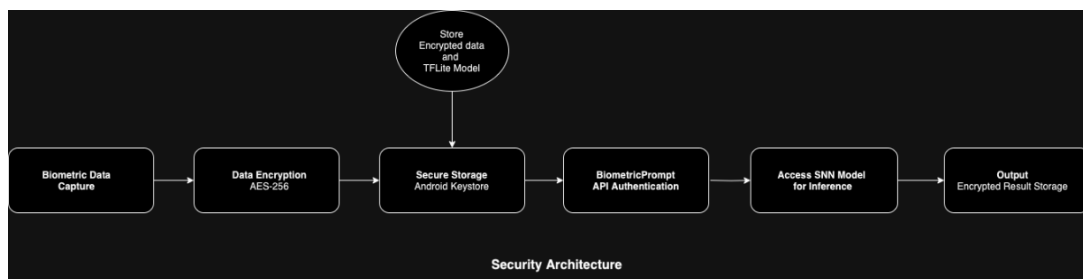 Store
Encrypted data
and
TFLite Model
Biometric Data
Capture
Data Encryption
AES-256
Secure Storage
Android Keystore
BiometricPrompt
API Authentication
Access SNN Model
for Inference
Output
Encrypted Result Storage
Security Architecture